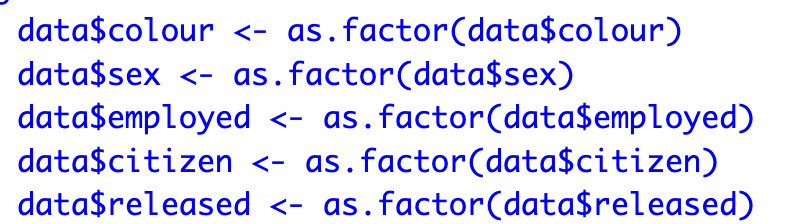 data$colour <- as.factor(data$colour)
data$sex <- as.factor(data$sex)
data$employed <- as.factor(data$employed)
data$citizen <- as.factor(data$citizen)
data$released <- as.factor(data$released)